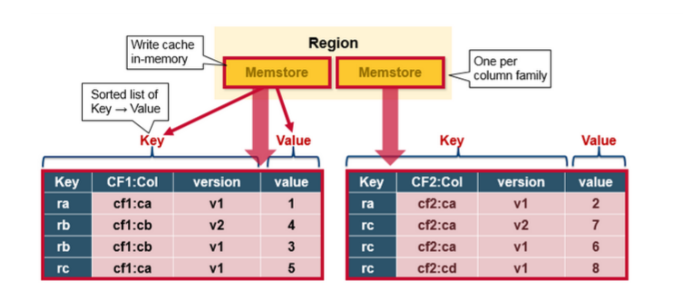 Region
Write cache
in-memory
Memstore
Memstore
One per
column family
Sorted list of
Key → Value
Key
Value
Key
Value
Key CF1:Col version value
ra cf1:ca v1 1
rb cf1:cb v2 4
rb cf1:cb v1 3
rc cf1:ca v1 5
Key CF2:Col version value
ra cf2:ca v1 2
rc cf2:ca v2 7
rc cf2:ca v1 6
rc cf2:cd v1 8